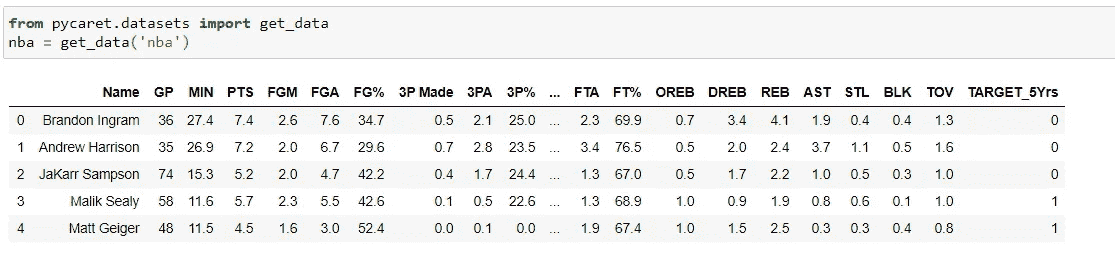 from pycaret.datasets import get_data
nba = get_data('nba')
Name GP MIN PTS FGM FGA FG% 3P Made 3PA 3P% ... FTA FT% OREB DREB REB AST STL BLK TOV TARGET_5Yrs
0 Brandon Ingram 36 27.4 7.4 2.6 7.6 34.7 0.5 2.1 25.0 ... 2.3 69.9 0.7 3.4 4.1 1.9 0.4 0.4 1.3 0
1 Andrew Harrison 35 26.9 7.2 2.0 6.7 29.6 0.7 2.8 23.5 ... 3.4 76.5 0.5 2.0 2.4 3.7 1.1 0.5 1.6 0
2 JaKarr Sampson 74 15.3 5.2 2.0 4.7 42.2 0.4 1.7 24.4 ... 1.3 67.0 0.5 1.7 2.2 1.0 0.5 0.3 1.0 0
3 Malik Sealy 58 11.6 5.7 2.3 5.5 42.6 0.1 0.5 22.6 ... 1.3 68.9 1.0 0.9 1.9 0.8 0.6 0.1 1.0 1
4 Matt Geiger 48 11.5 4.5 1.6 3.0 52.4 0.0 0.1 0.0 ... 1.9 67.4 1.0 1.5 2.5 0.3 0.3 0.4 0.8 1